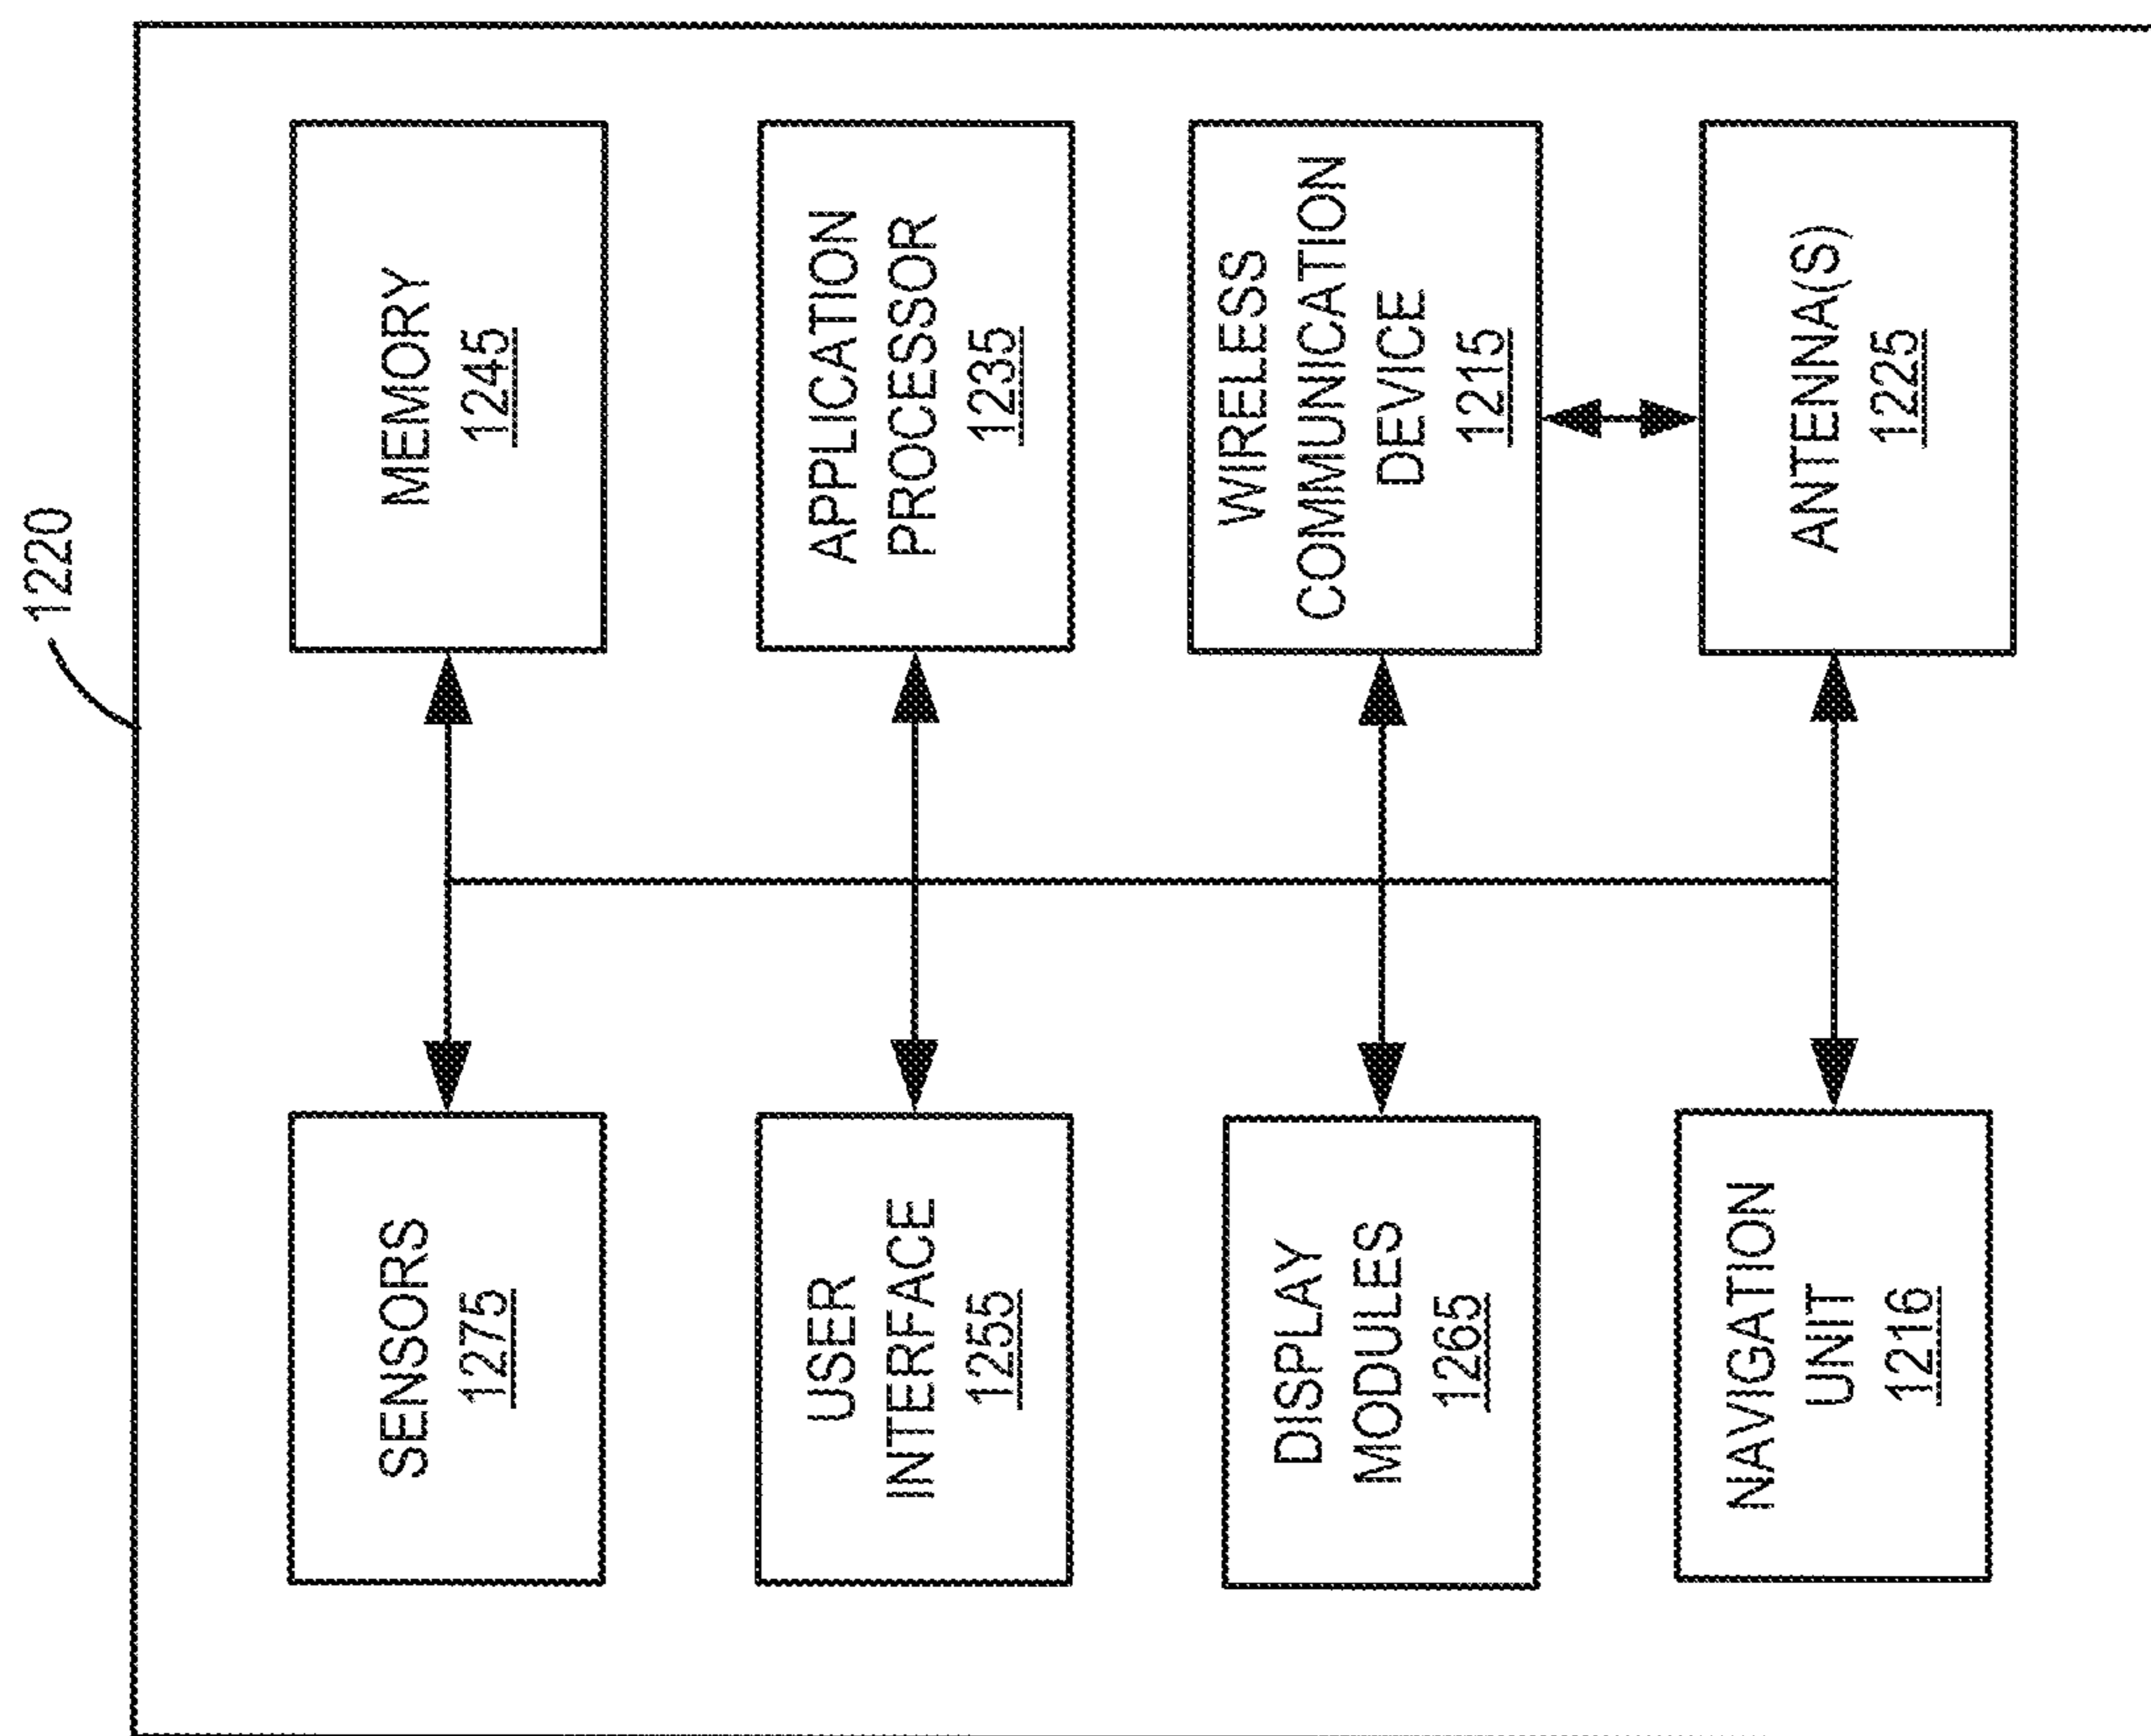 1220
SENSORS
1275
MEMORY
1245
USER
INTERFACE
1255
APPLICATION
PROCESSOR
1235
DISPLAY
MODULES
1265
WIRELESS
COMMUNICATION
DEVICE
1215
NAVIGATION
UNIT
1216
ANTENNA(S)
1225